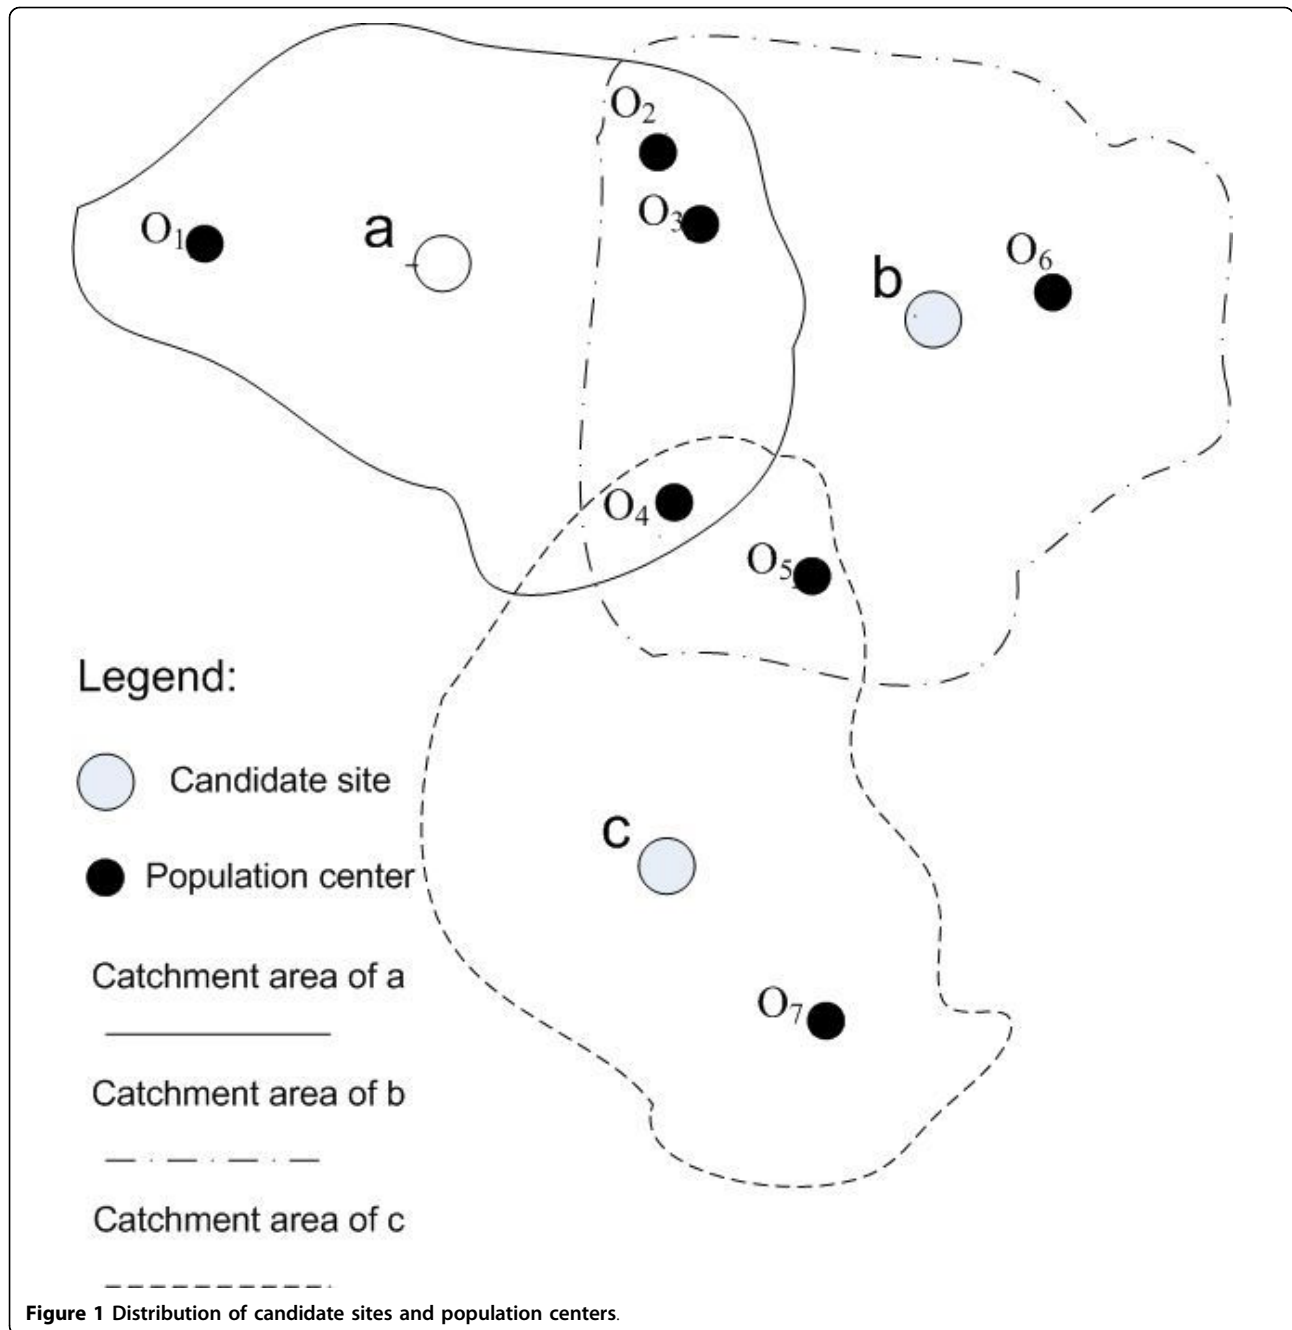 O2
O3
O1
a
b
O6
O4
O5
Legend:
Candidate site
c
Population center
Catchment area of a
O7
Catchment area of b
Catchment area of c
Figure 1 Distribution of candidate sites and population centers.